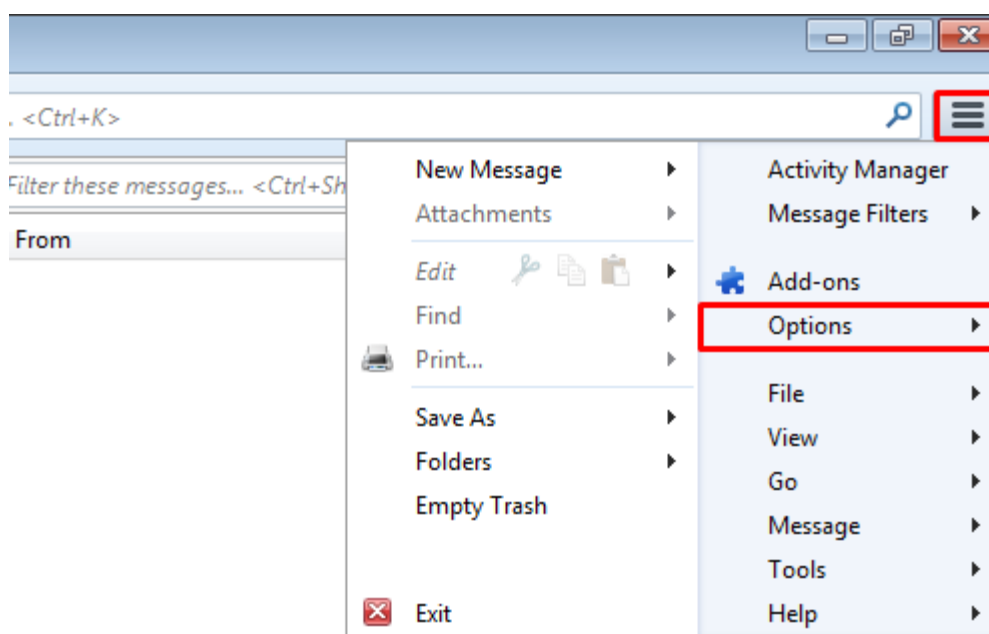 . <Ctrl+K>
Filter these messages... <Ctrl+Sh
From
New Message
Attachments
Edit
Find
Print...
Save As
Folders
Empty Trash
Exit
Activity Manager
Message Filters
Add-ons
Options
File
View
Go
Message
Tools
Help